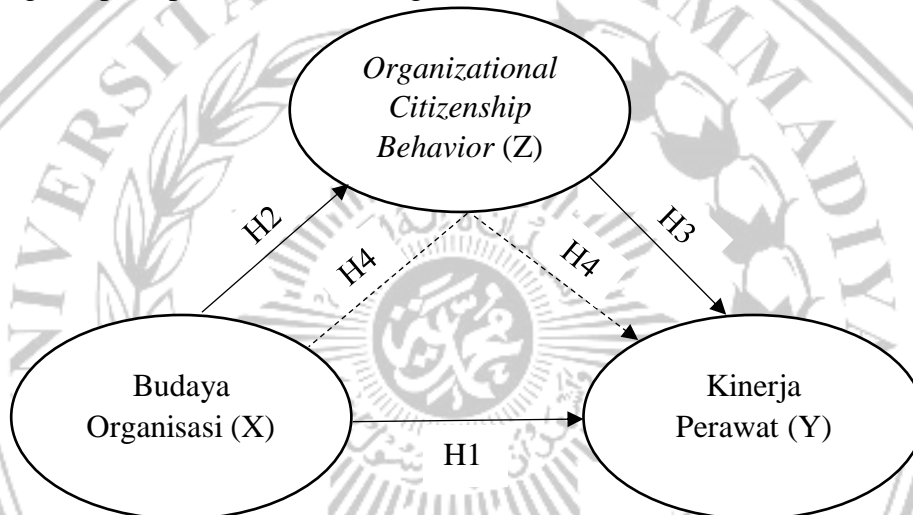 Organizational
Citizenship
Behavior (Z)
H2
H4
H4
H3
Budaya
Organisasi (X)
H1
Kinerja
Perawat (Y)